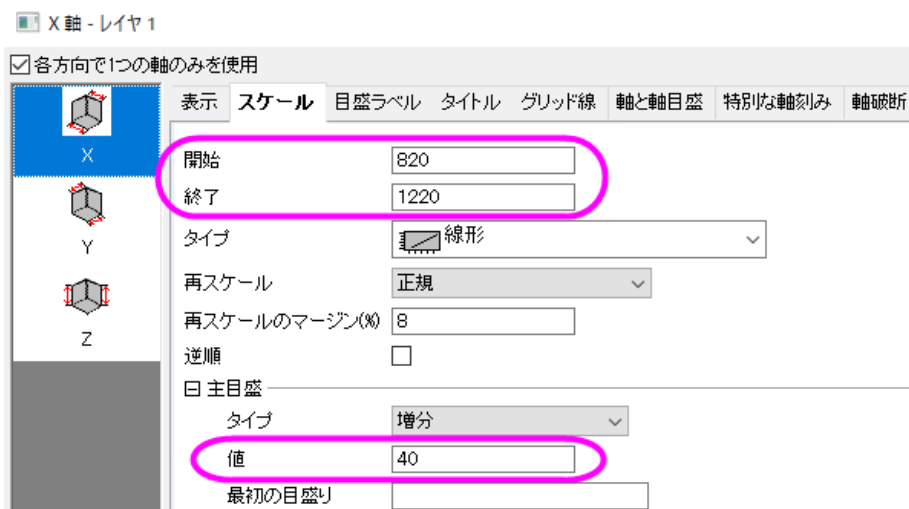 X 軸 - レイヤ 1
各方向で1つの軸のみを使用
表示 スケール 目盛ラベル タイトル グリッド線 軸と軸目盛 特別な軸刻み 軸破断
X
Y
Z
開始 820
終了 1220
タイプ 線形
再スケール 正規
再スケールのマージン(%) 8
逆順
主目盛
タイプ 増分
値 40
最初の目盛り